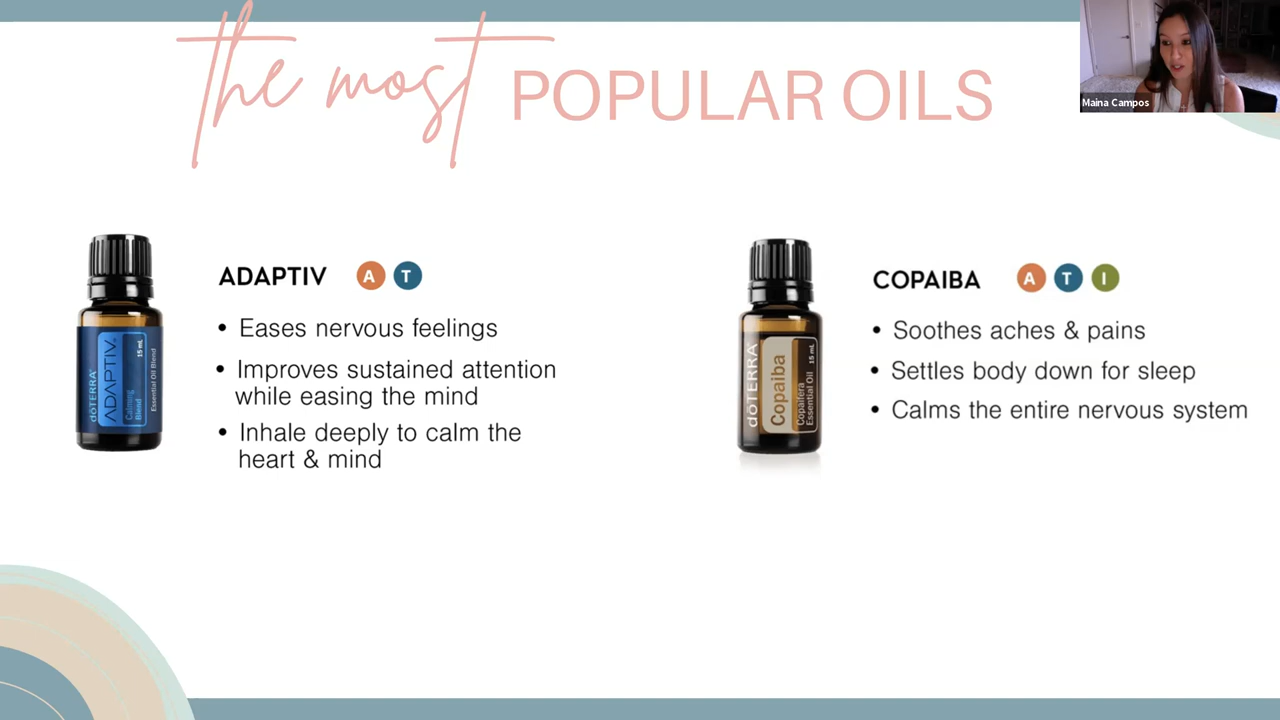 the most POPULAR OILS
Maina Campos
ADAPTIV A T
• Eases nervous feelings
• Improves sustained attention
while easing the mind
• Inhale deeply to calm the
heart & mind
dōTERRA
ADAPTIV
Calming
Blend
15 mL
Essential Oil Blend
COPAIBA A T I
• Soothes aches & pains
• Settles body down for sleep
• Calms the entire nervous system
dōTERRA
Copaiba
Copaifera
Essential Oil
15 mL